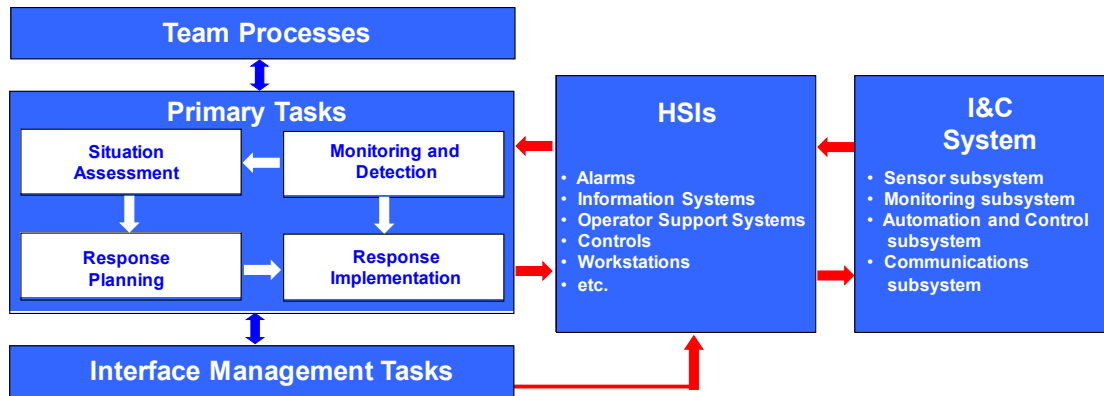 Team Processes
Primary Tasks
Situation
Assessment
Monitoring and
Detection
Response
Planning
Response
Implementation
Interface Management Tasks
HSIs
• Alarms
• Information Systems
• Operator Support Systems
• Controls
• Workstations
• etc.
I&C
System
• Sensor subsystem
• Monitoring subsystem
• Automation and Control
subsystem
• Communications
subsystem